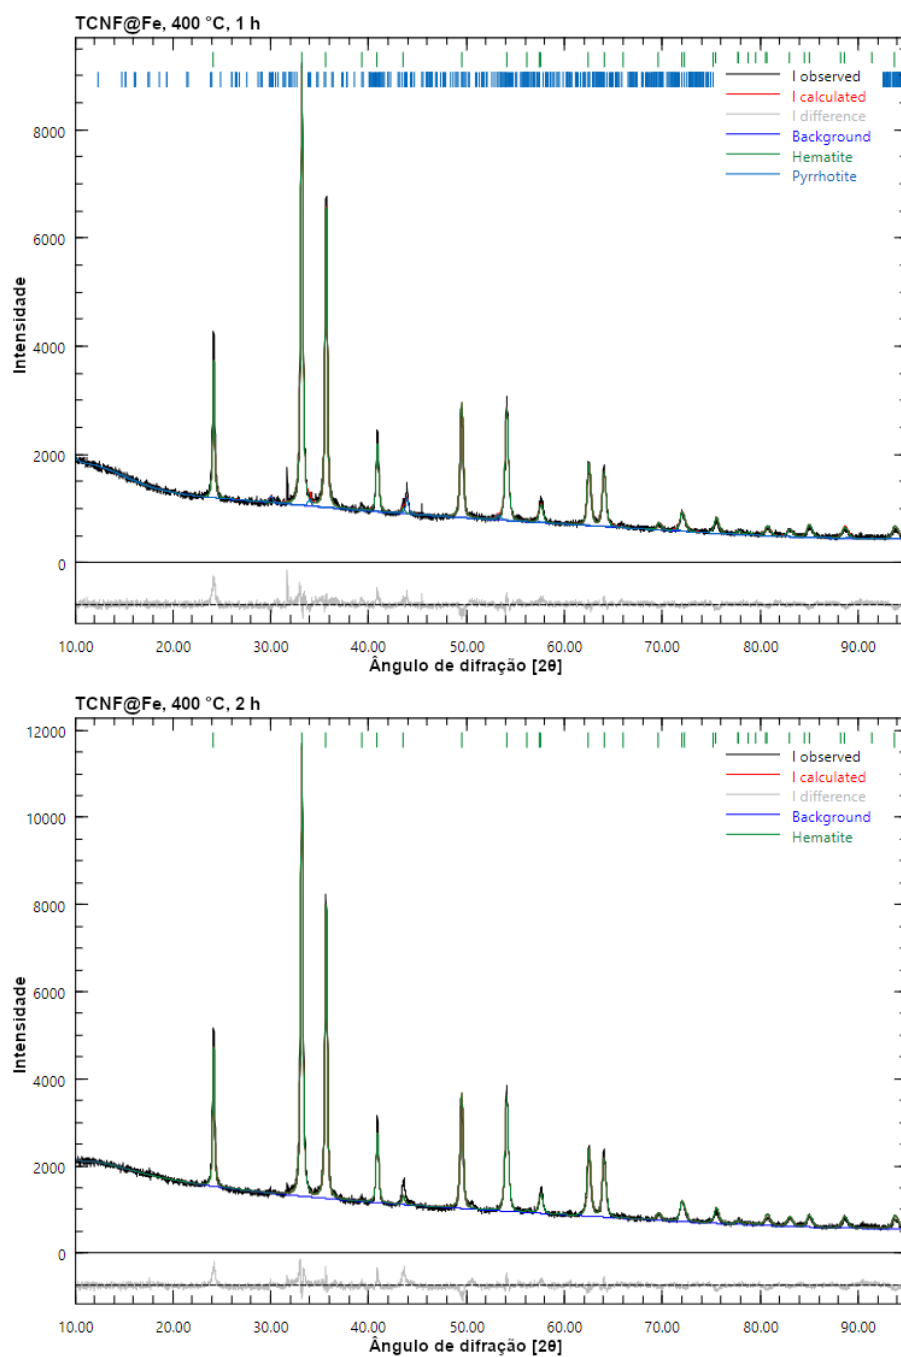 TCNF@Fe, 400 °C, 1 h
I observed
I calculated
I difference
Background
Hematite
Pyrrhotite
8000
6000
4000
2000
0
Intensidade
10.00 20.00 30.00 40.00 50.00 60.00 70.00 80.00 90.00
Ângulo de difração [2θ]
TCNF@Fe, 400 °C, 2 h
I observed
I calculated
I difference
Background
Hematite
12000
10000
8000
6000
4000
2000
0
Intensidade
10.00 20.00 30.00 40.00 50.00 60.00 70.00 80.00 90.00
Ângulo de difração [2θ]